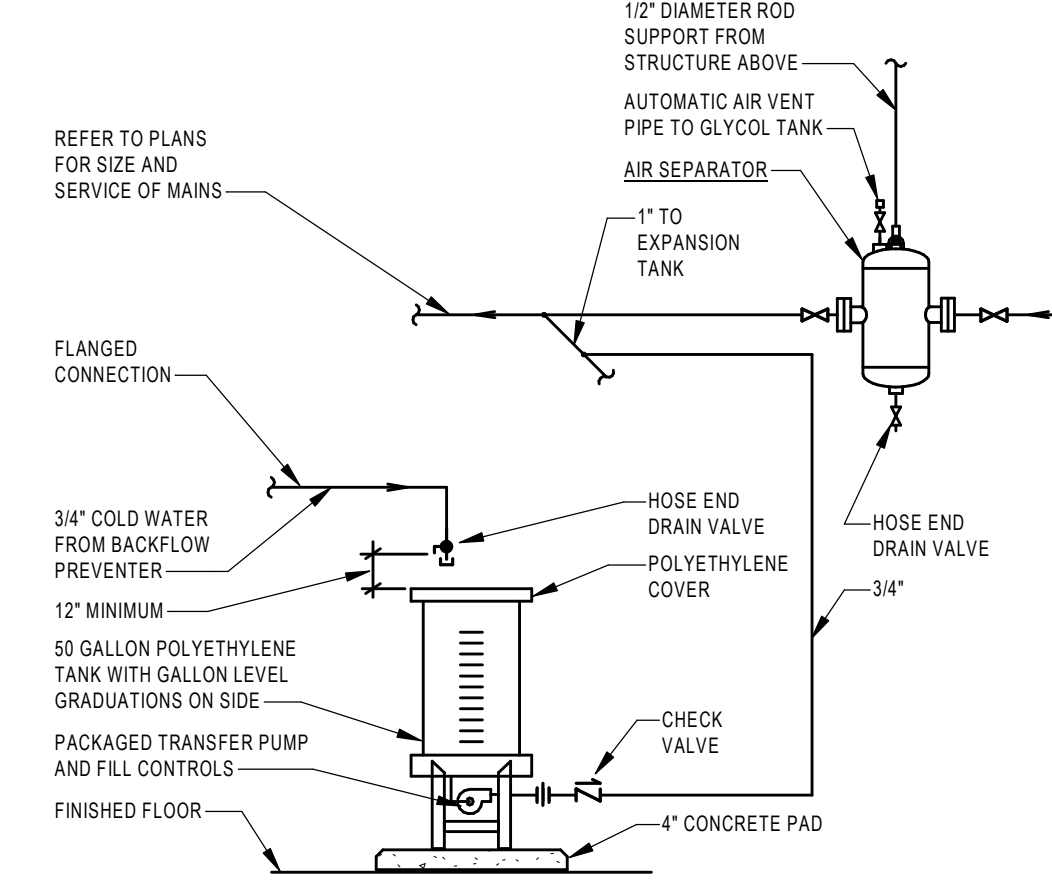 1/2" DIAMETER ROD
SUPPORT FROM
STRUCTURE ABOVE
AUTOMATIC AIR VENT
PIPE TO GLYCOL TANK
AIR SEPARATOR
REFER TO PLANS
FOR SIZE AND
SERVICE OF MAINS
1" TO
EXPANSION
TANK
FLANGED
CONNECTION
3/4" COLD WATER
FROM BACKFLOW
PREVENTER
12" MINIMUM
50 GALLON POLYETHYLENE
TANK WITH GALLON LEVEL
GRADUATIONS ON SIDE
PACKAGED TRANSFER PUMP
AND FILL CONTROLS
FINISHED FLOOR
HOSE END
DRAIN VALVE
POLYETHYLENE
COVER
HOSE END
DRAIN VALVE
3/4"
CHECK
VALVE
4" CONCRETE PAD